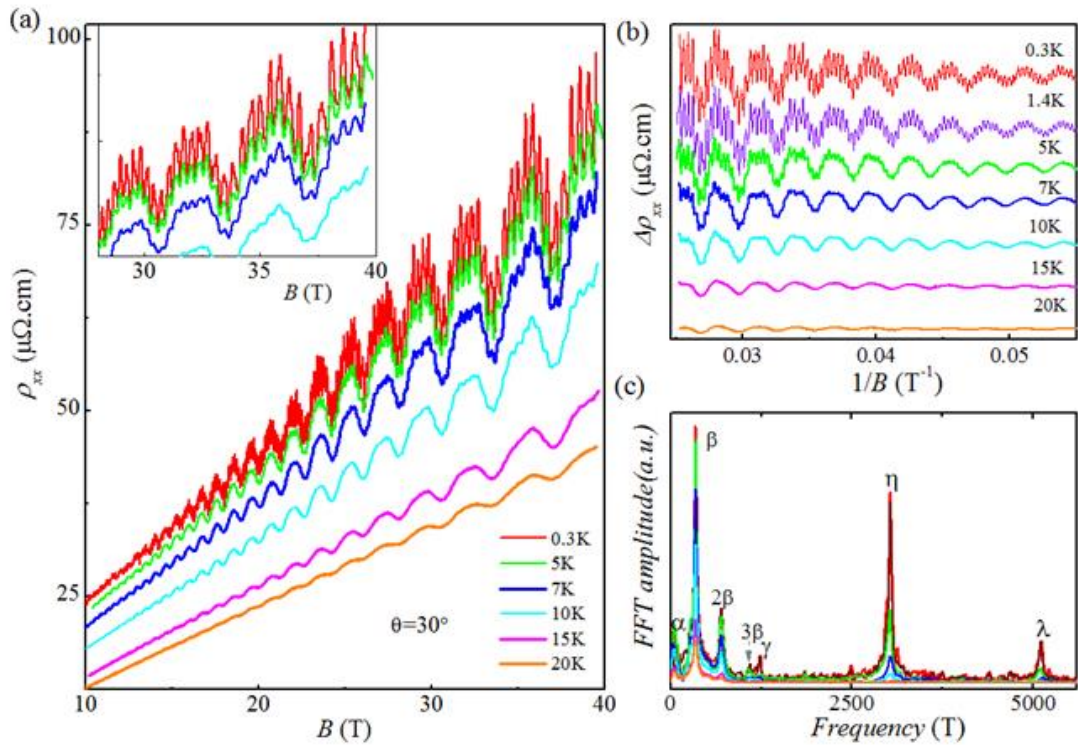 (a)
100
75
50
25
ρxx (μΩ.cm)
10
20
30
40
B (T)
30
35
40
B (T)
0.3K
5K
7K
10K
15K
20K
θ=30°
(b)
0.3K
1.4K
5K
7K
10K
15K
20K
Δρxx (μΩ.cm)
0.03
0.04
0.05
1/B (T-1)
(c)
FFT amplitude(a.u.)
α
β
2β
3β
γ
η
λ
0
2500
5000
Frequency (T)